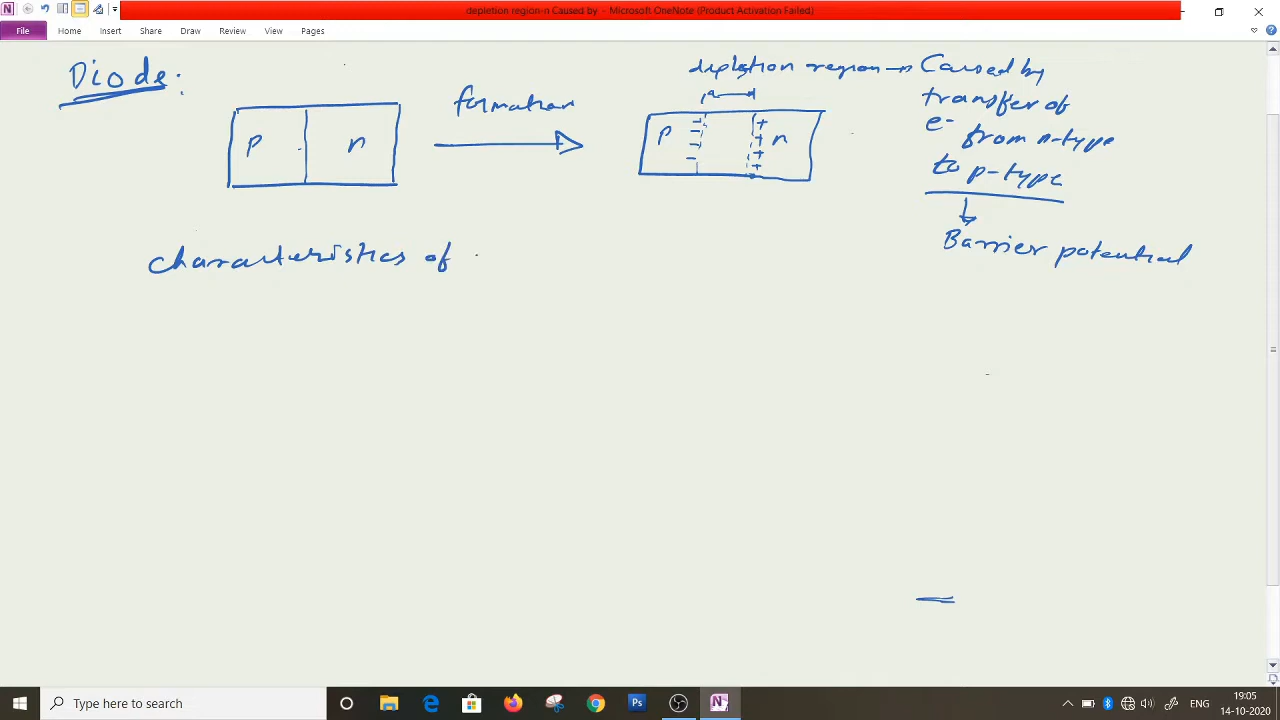 depletion region-n Caused by - Microsoft OneNote (Product Activation Failed)
File Home Insert Share Draw Review View Pages
Diode:
p n
formation
depletion region → Caused by
transfer of
e- from n-type
to p-type
p - - - - + + + + n
Barrier potential
characteristics of
Type here to search
Ps
N
ENG
19:05
14-10-2020